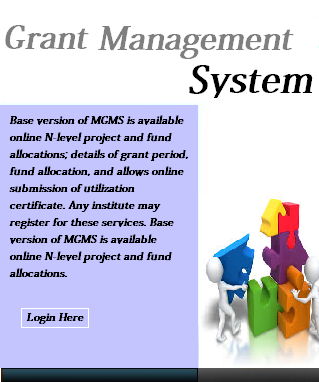 Grant Management
System
Base version of MGMS is available
online N-level project and fund
allocations; details of grant period,
fund allocation, and allows online
submission of utilization
certificate. Any institute may
register for these services. Base
version of MGMS is available
online N-level project and fund
allocations.
Login Here